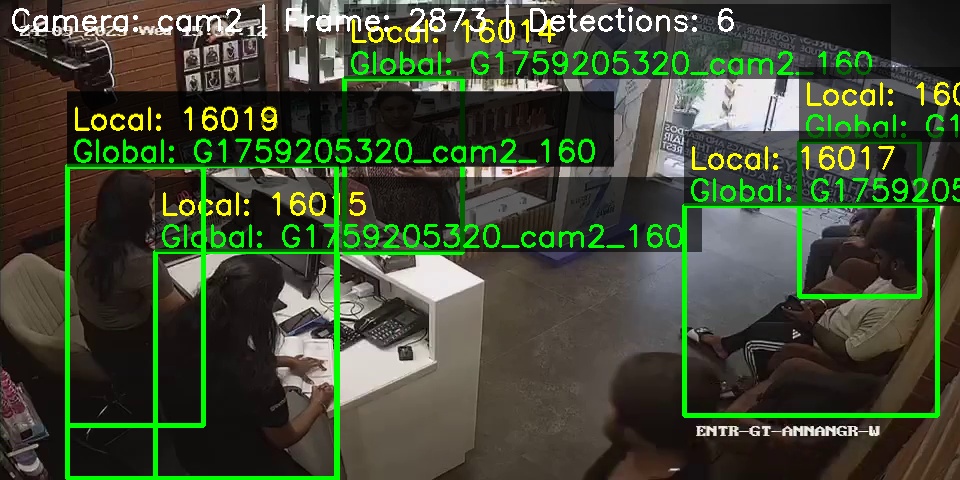 Camera: cam2 | Frame: 2873 | Detections: 6
Local: 16014
Global: G1759205320_cam2_160
Local: 160
Global: G1
Local: 16019
Global: G1759205320_cam2_160
Local: 16017
Global: G1759205
Local: 16015
Global: G1759205320_cam2_160
ENTR-GT-ANNANGR-W